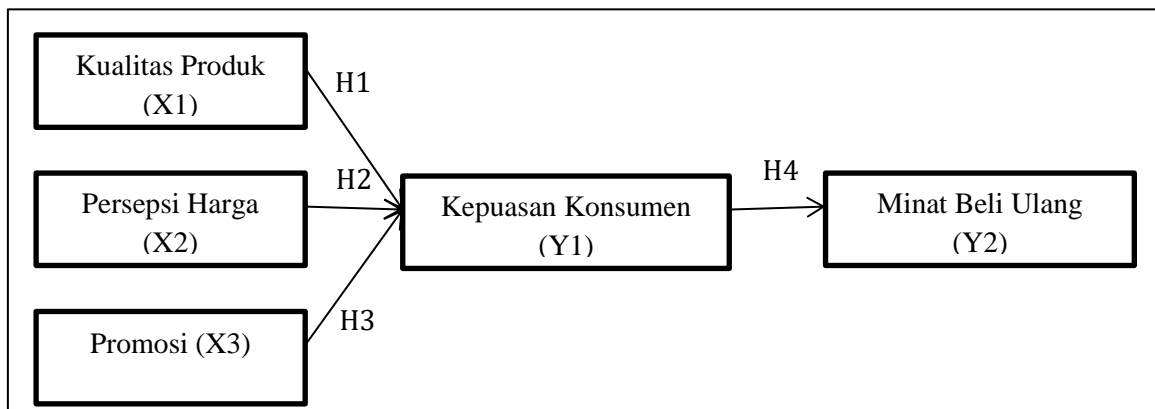 Kualitas Produk
(X1)
H1
Persepsi Harga
(X2)
H2
Promosi (X3)
H3
Kepuasan Konsumen
(Y1)
H4
Minat Beli Ulang
(Y2)